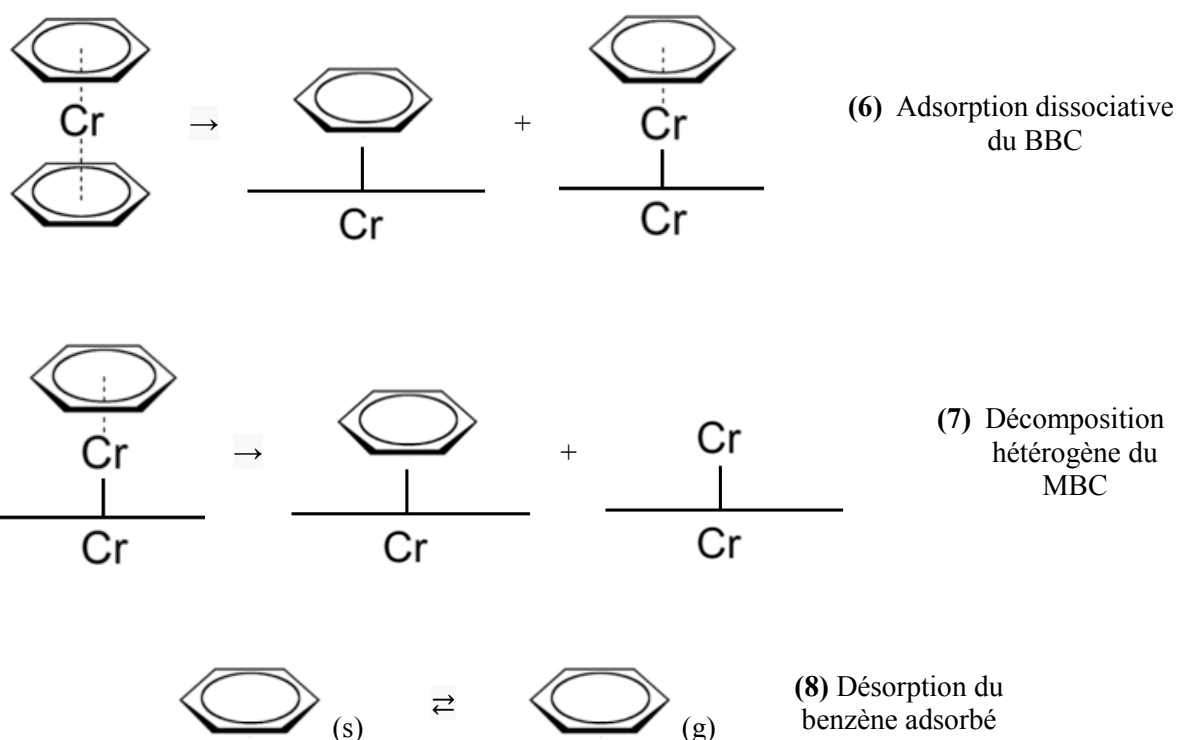 Cr → Cr + Cr Cr (6) Adsorption dissociative
du BBC
Cr Cr → Cr + Cr Cr (7) Décomposition
hétérogène du
MBC
(s) ⇄ (g) (8) Désorption du
benzène adsorbé